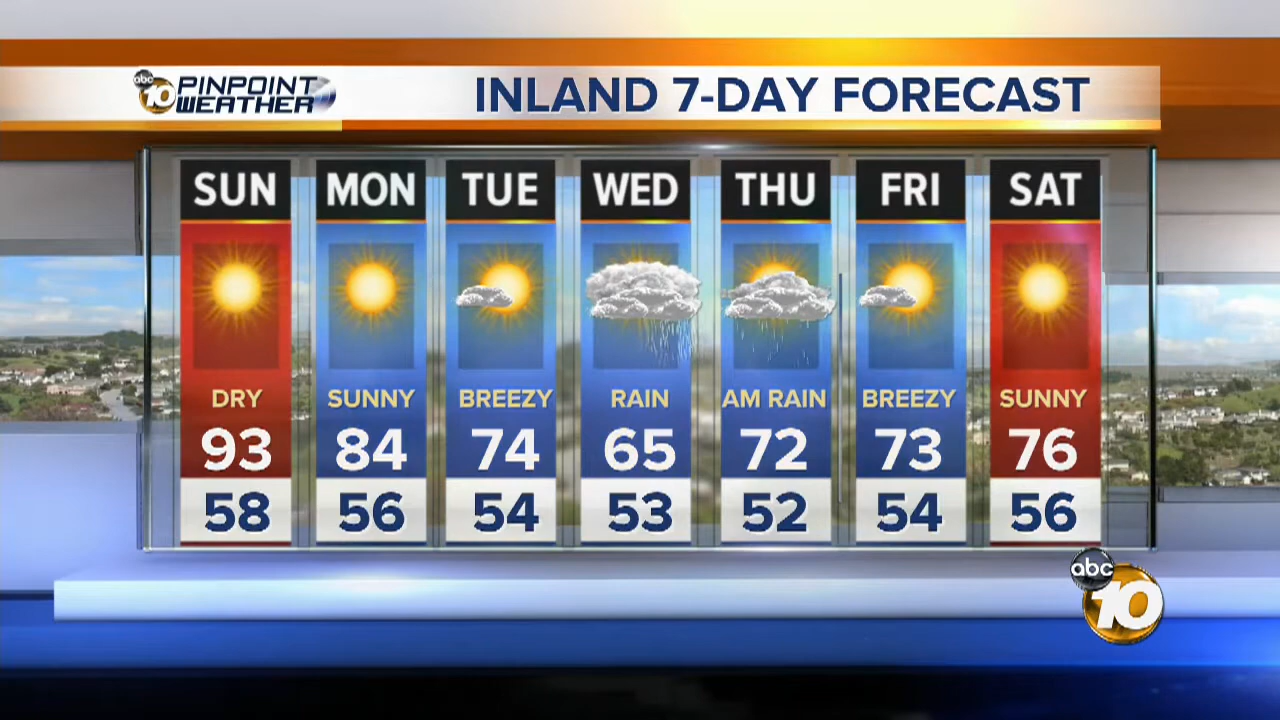 abc 10 PINPOINT WEATHER
INLAND 7-DAY FORECAST
SUN MON TUE WED THU FRI SAT
DRY SUNNY BREEZY RAIN AM RAIN BREEZY SUNNY
93 84 74 65 72 73 76
58 56 54 53 52 54 56
abc
10